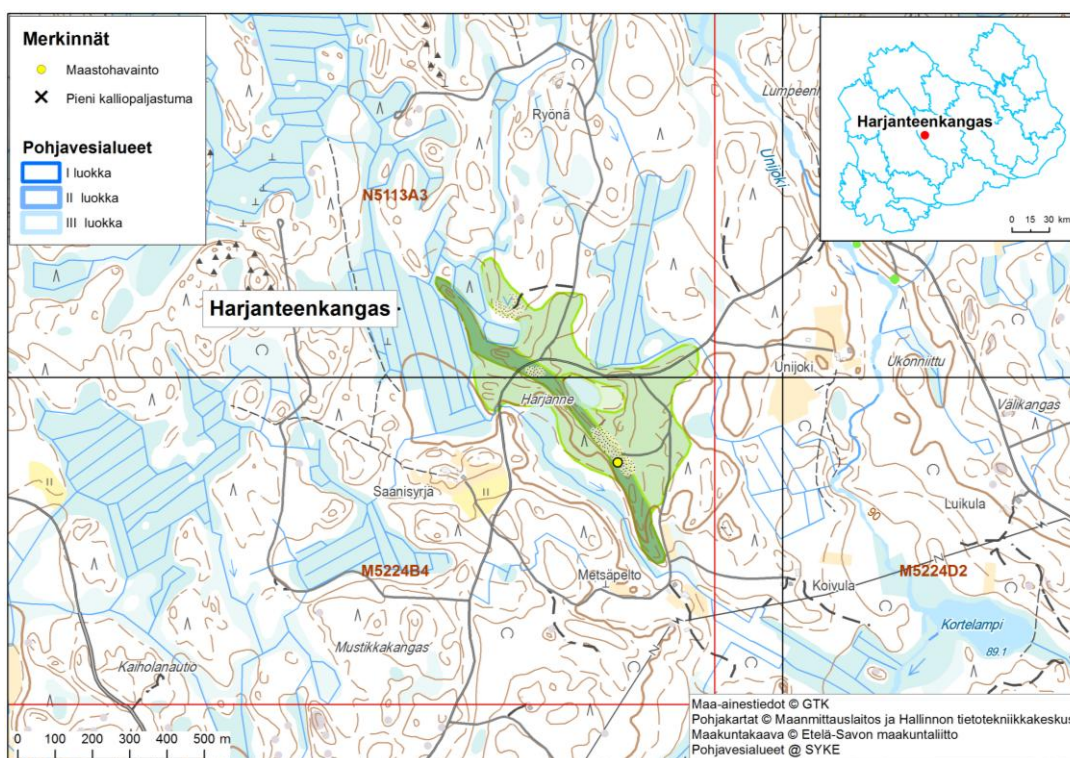 Merkinnät
Maastohavainto
Pieni kalliopaljastuma
Pohjavesialueet
I luokka
II luokka
III luokka
Ryönä
Unijoki
N5113A3
Harjanteenkangas
0 15 30 km
Harjanteenkangas
Harjanne
Unijoki
Ukonniittu
Välikangas
Saanisyrjä
Luikula
90
M5224B4
Metsäpelto
Koivula
M5224D2
Kortelampi
89.1
Mustikkakangas
Kaiholanautio
0 100 200 300 400 500 m
Maa-ainestiedot © GTK
Pohjakartat © Maanmittauslaitos ja Hallinnon tietotekniikkakeskus
Maakuntakaava © Etelä-Savon maakuntaliitto
Pohjavesialueet @ SYKE